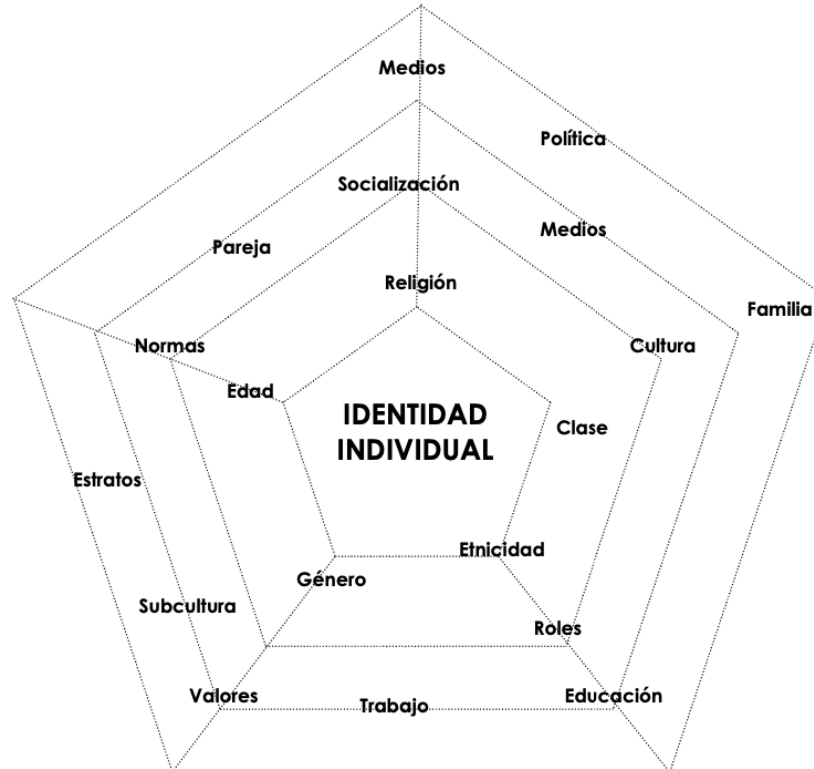 Medios
Política
Socialización
Medios
Pareja
Religión
Familia
Normas
Cultura
Edad
IDENTIDAD
INDIVIDUAL
Clase
Estratos
Etnicidad
Género
Subcultura
Roles
Valores
Trabajo
Educación